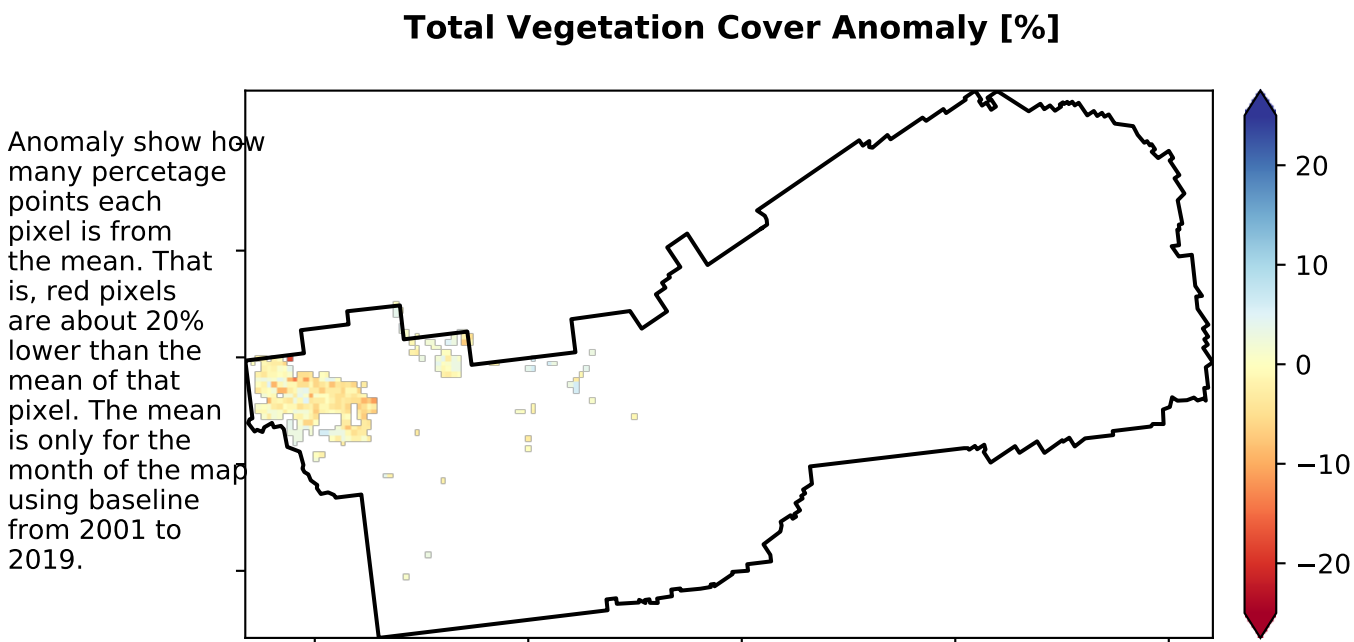 Total Vegetation Cover Anomaly [%]
Anomaly show how
many percetage
points each
pixel is from
the mean. That
is, red pixels
are about 20%
lower than the
mean of that
pixel. The mean
is only for the
month of the map
using baseline
from 2001 to
2019.
20
10
0
−10
−20